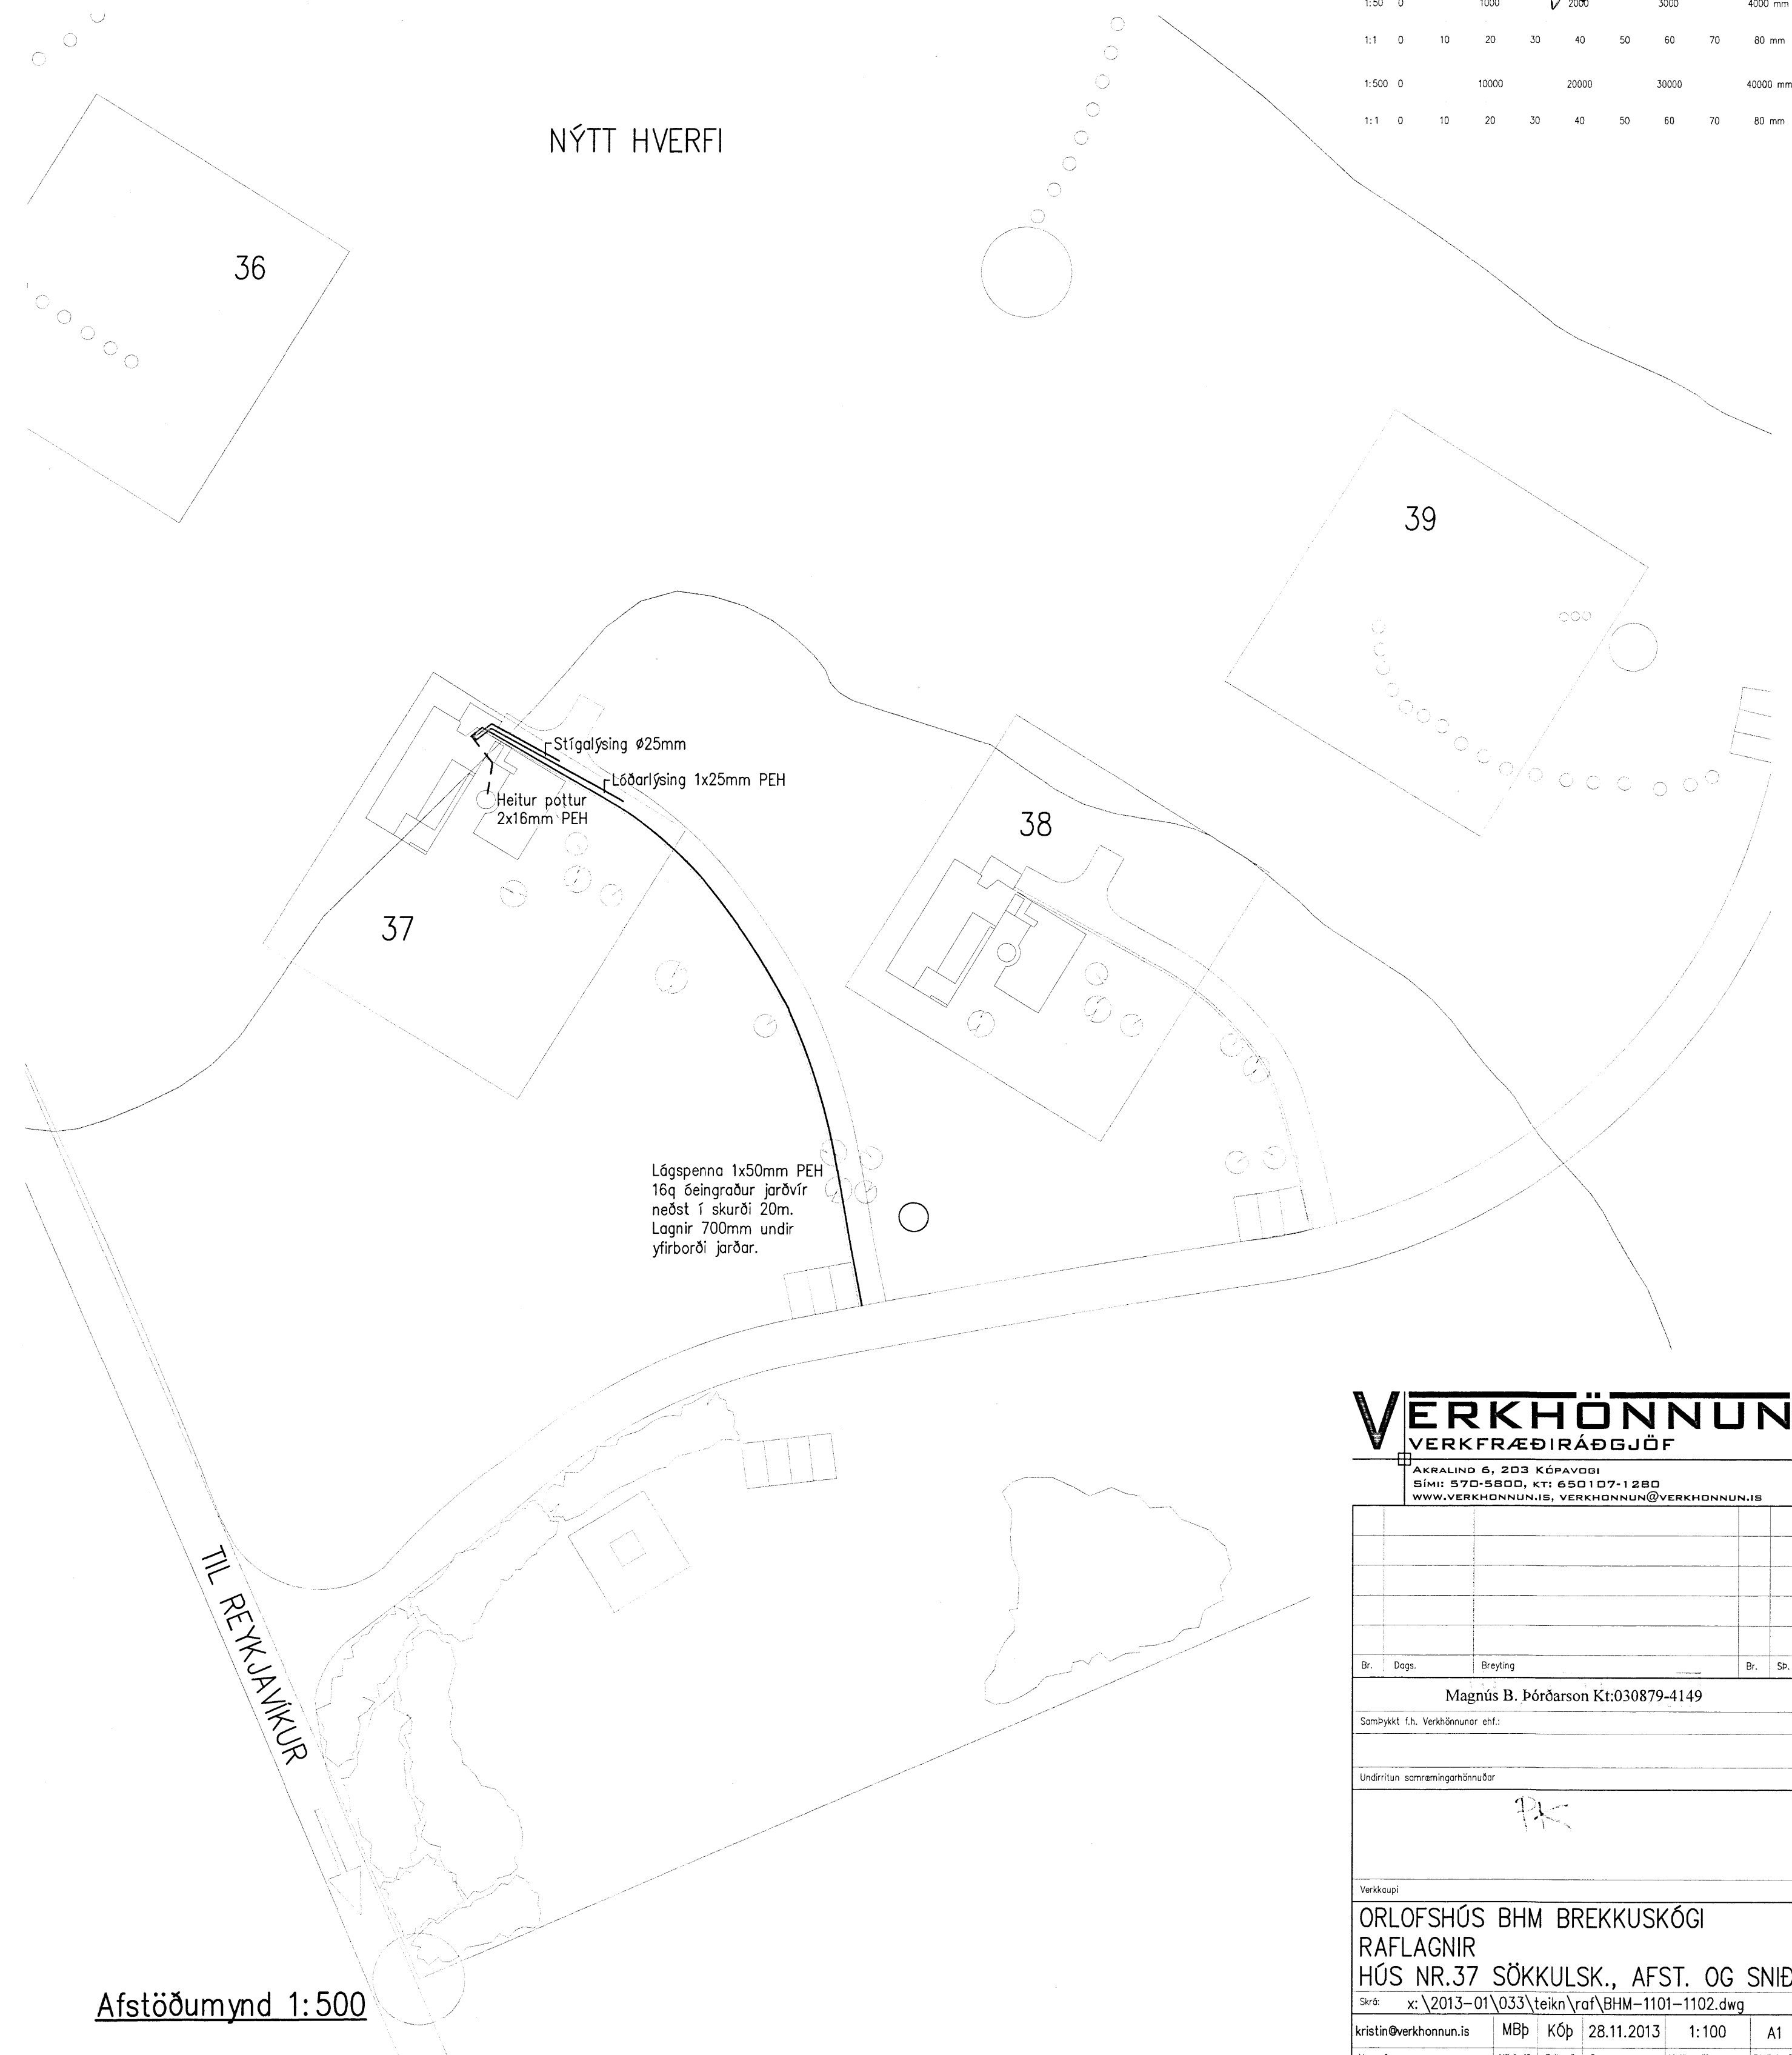 1:50 0 1000 2000 3000 4000 mm
1:1 0 10 20 30 40 50 60 70 80 mm
1:500 0 10000 20000 30000 40000 mm
1:1 0 10 20 30 40 50 60 70 80 mm
NÝTT HVERFI
36
39
Stígalýsing ø25mm
Lóðarlýsing 1x25mm PEH
Heitur pottur
2x16mm PEH
38
37
Lágspenna 1x50mm PEH
16q óeingraður jarðvír
neðst í skurði 20m.
Lagnir 700mm undir
yfirborði jarðar.
TIL REYKJAVÍKUR
Afstöðumynd 1:500
VERKHÖNNUN
VERKFRÆÐIRÁÐGJÖF
AKRALIND 6, 203 KÓPAVOGI
SÍMI: 570-5800, KT: 650107-1280
WWW.VERKHONNUN.IS, VERKHONNUN@VERKHONNUN.IS
Br. Dags. Breyting Br. Sþ.
Magnús B. Þórðarson Kt:030879-4149
Samþykkt f.h. Verkhönnunar ehf.:
Undirritun samræmingarhönnuðar
Verkkaupi
ORLOFSHÚS BHM BREKKUSKÓGI
RAFLAGNIR
HÚS NR.37 SÖKKULSK., AFST. OG SNIÐ
Skrá: x:\2013-01\033\teikn\raf\BHM-1101-1102.dwg
kristin@verkhonnun.is MBÞ KÓÞ 28.11.2013 1:100 A1